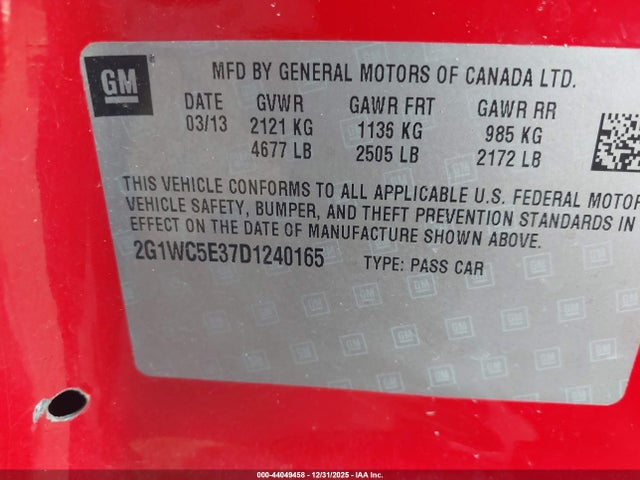 GM
MFD BY GENERAL MOTORS OF CANADA LTD.
DATE GVWR GAWR FRT GAWR RR
03/13 2121 KG 1136 KG 985 KG
4677 LB 2505 LB 2172 LB
THIS VEHICLE CONFORMS TO ALL APPLICABLE U.S. FEDERAL MOTOR
VEHICLE SAFETY, BUMPER, AND THEFT PREVENTION STANDARDS IN
EFFECT ON THE DATE OF MANUFACTURE SHOWN ABOVE.
2G1WC5E37D1240165 TYPE: PASS CAR
000-44049458 - 12/31/2025 - IAARP.com